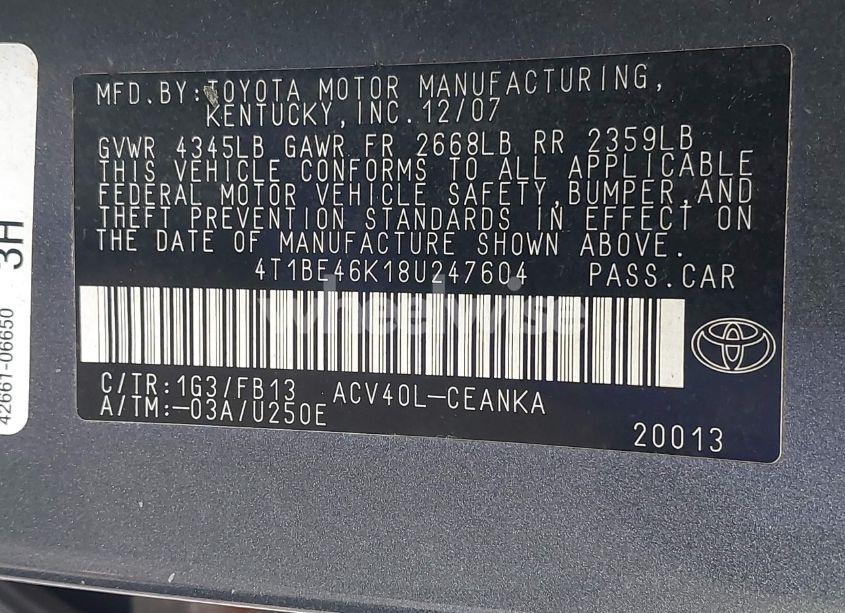 MFD.BY:TOYOTA MOTOR MANUFACTURING,
KENTUCKY,INC.12/07
GVWR 4345LB GAWR FR 2668LB RR 2359LB
THIS VEHICLE CONFORMS TO ALL APPLICABLE
FEDERAL MOTOR VEHICLE SAFETY,BUMPER,AND
THEFT PREVENTION STANDARDS IN EFFECT ON
THE DATE OF MANUFACTURE SHOWN ABOVE.
4T1BE46K18U247604 PASS.CAR
wheelwise
C/TR:1G3/FB13 ACV40L-CEANKA
A/TM:-03A/U250E
20013
3H
42661-06650